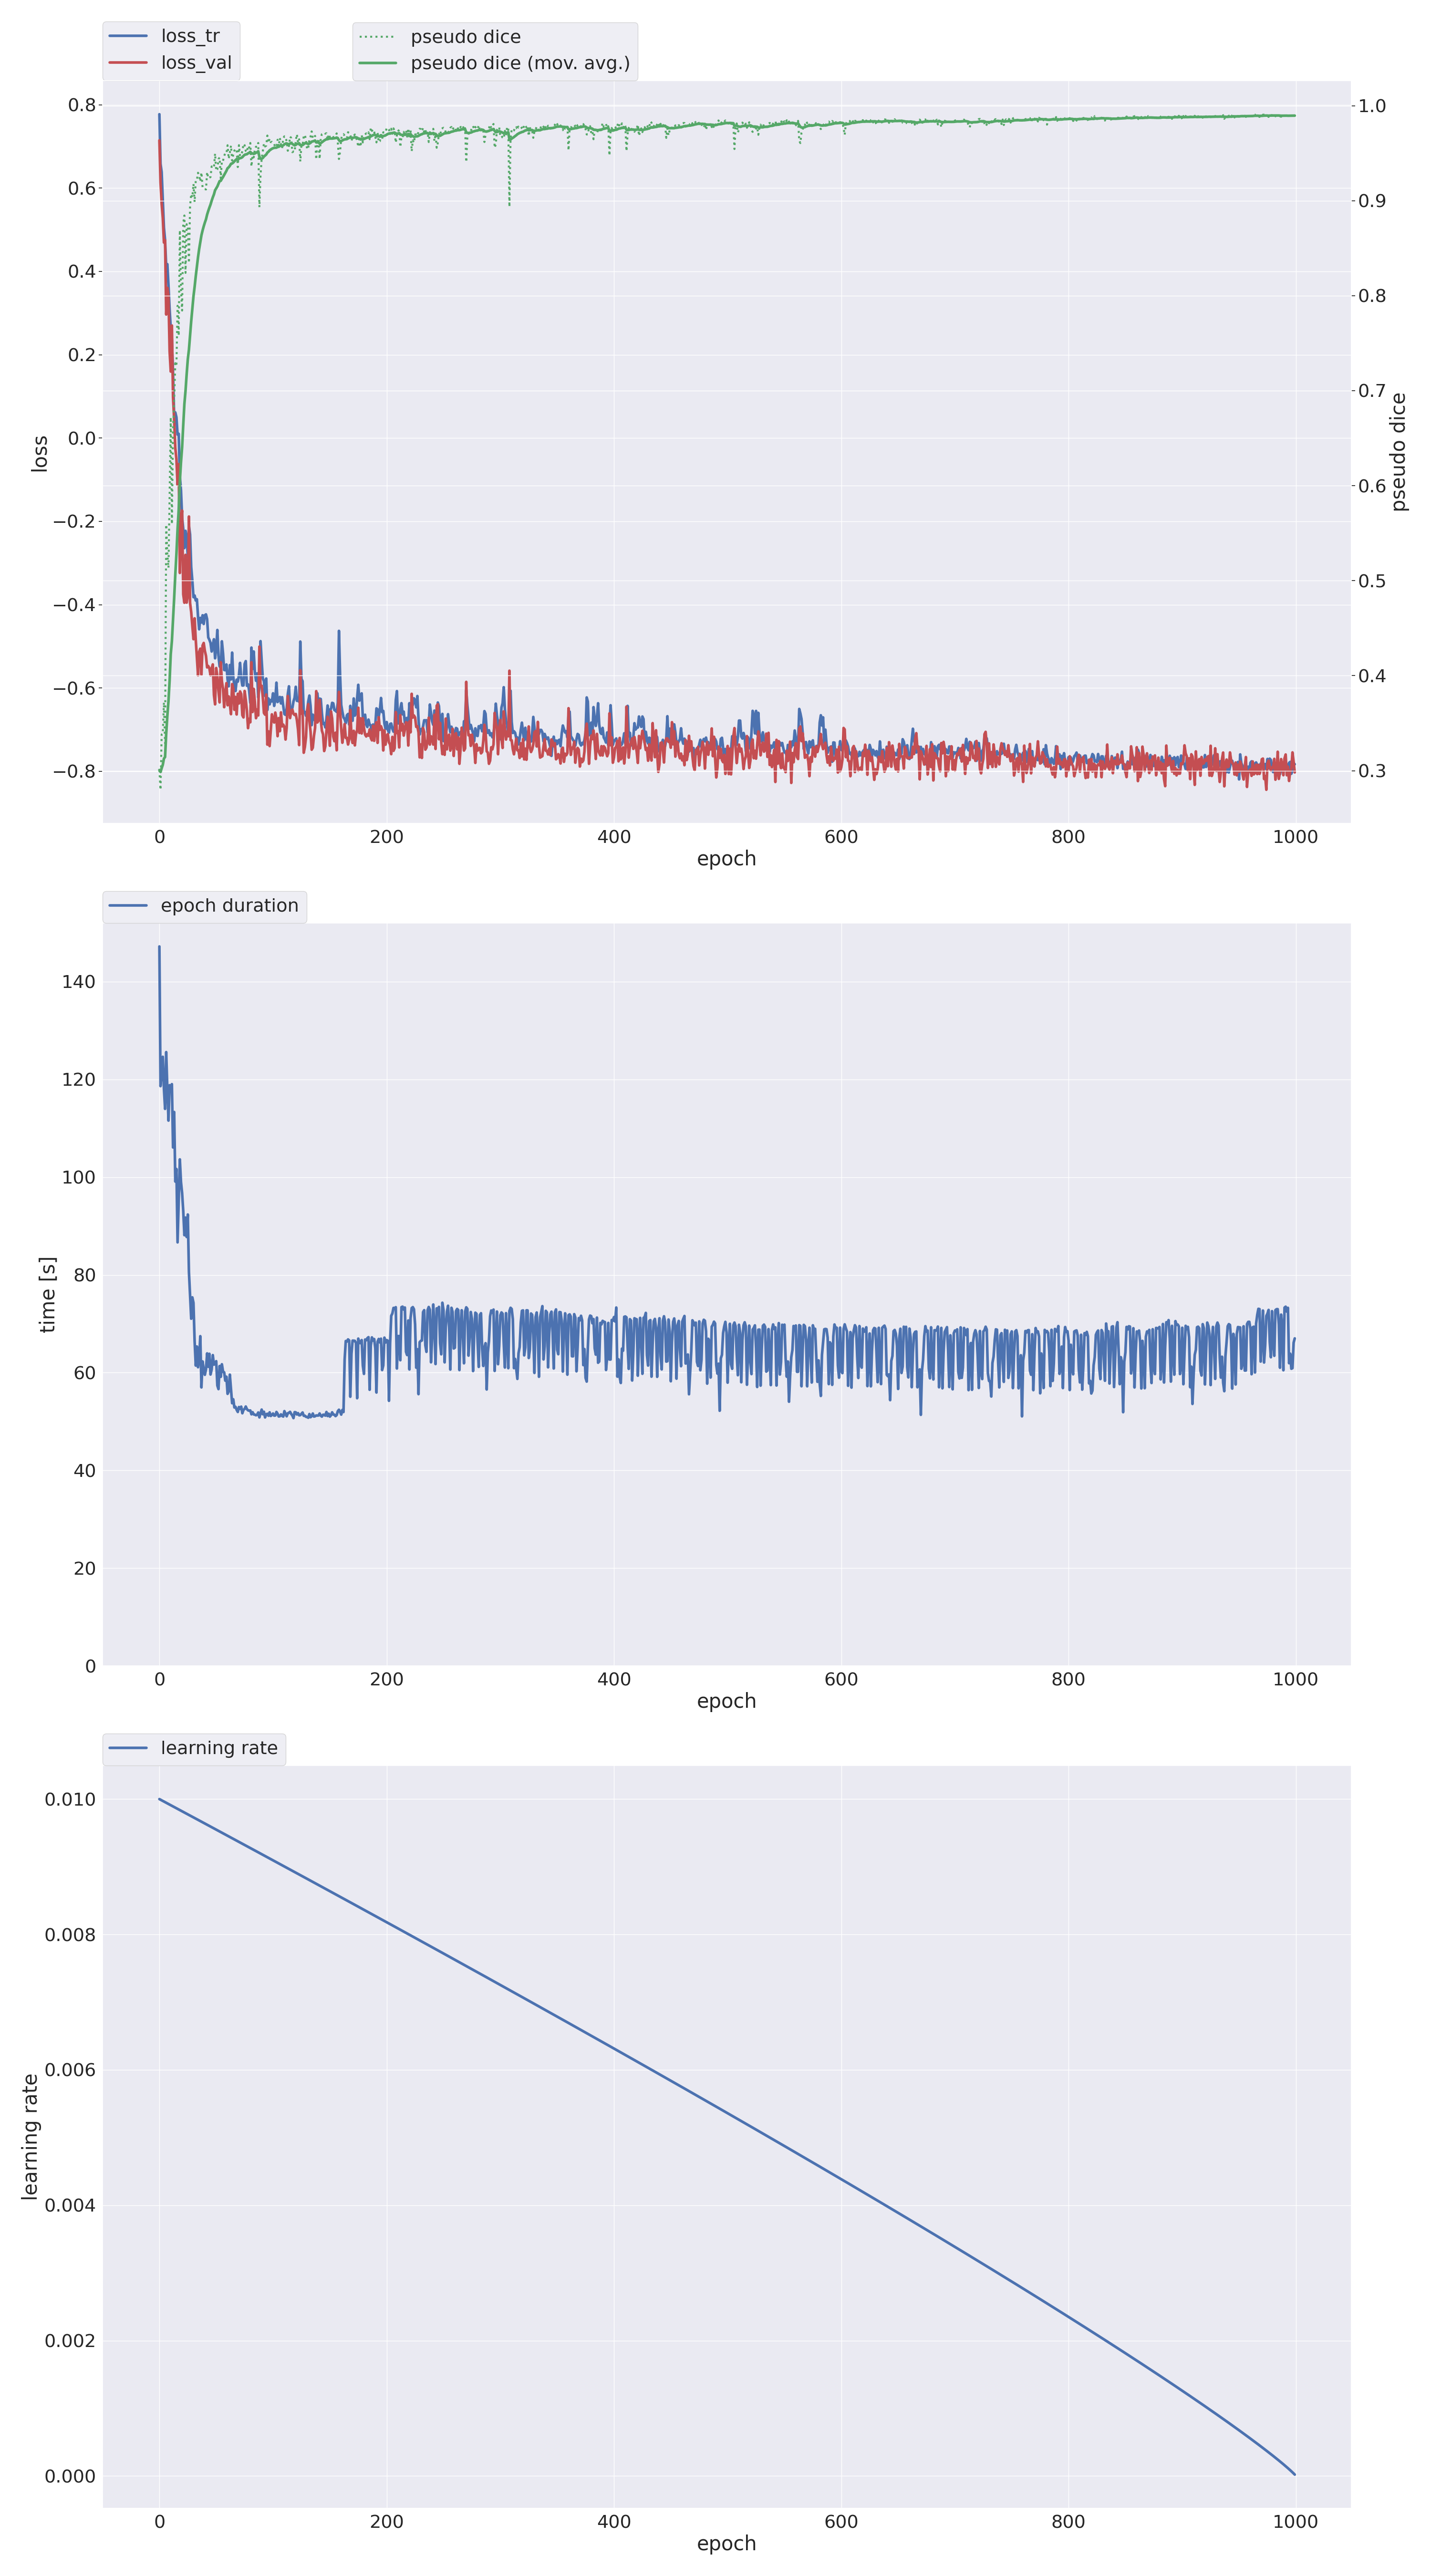 loss_tr
loss_val
pseudo dice
pseudo dice (mov. avg.)
0.8
0.6
0.4
0.2
0.0
−0.2
−0.4
−0.6
−0.8
loss
1.0
0.9
0.8
0.7
0.6
0.5
0.4
0.3
pseudo dice
0 200 400 600 800 1000
epoch
epoch duration
140
120
100
80
60
40
20
0
time [s]
0 200 400 600 800 1000
epoch
learning rate
0.010
0.008
0.006
0.004
0.002
0.000
learning rate
0 200 400 600 800 1000
epoch